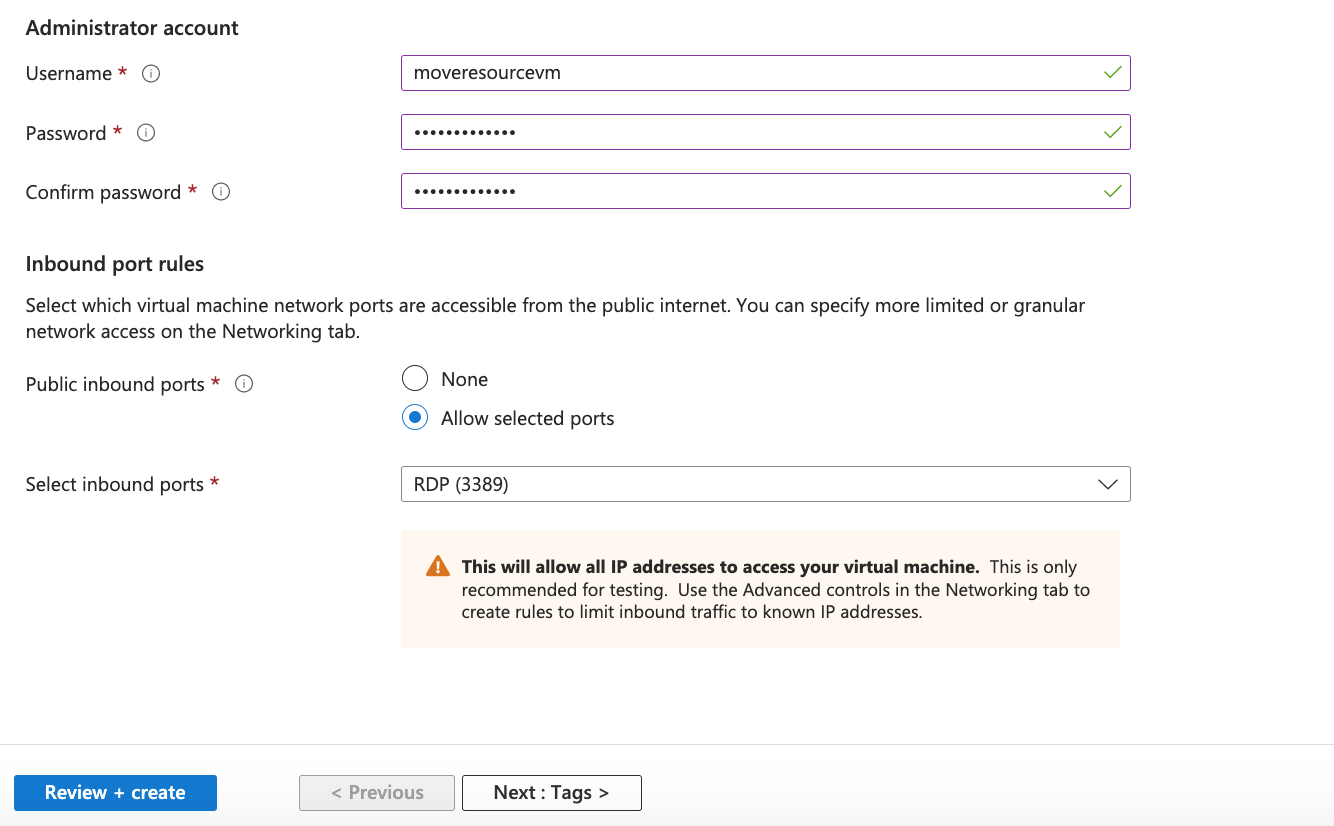 Administrator account
Username *
moveresourcevm
Password *
•••••••••••••
Confirm password *
•••••••••••••
Inbound port rules
Select which virtual machine network ports are accessible from the public internet. You can specify more limited or granular
network access on the Networking tab.
Public inbound ports *
None
Allow selected ports
Select inbound ports *
RDP (3389)
This will allow all IP addresses to access your virtual machine. This is only
recommended for testing. Use the Advanced controls in the Networking tab to
create rules to limit inbound traffic to known IP addresses.
Review + create
< Previous
Next : Tags >